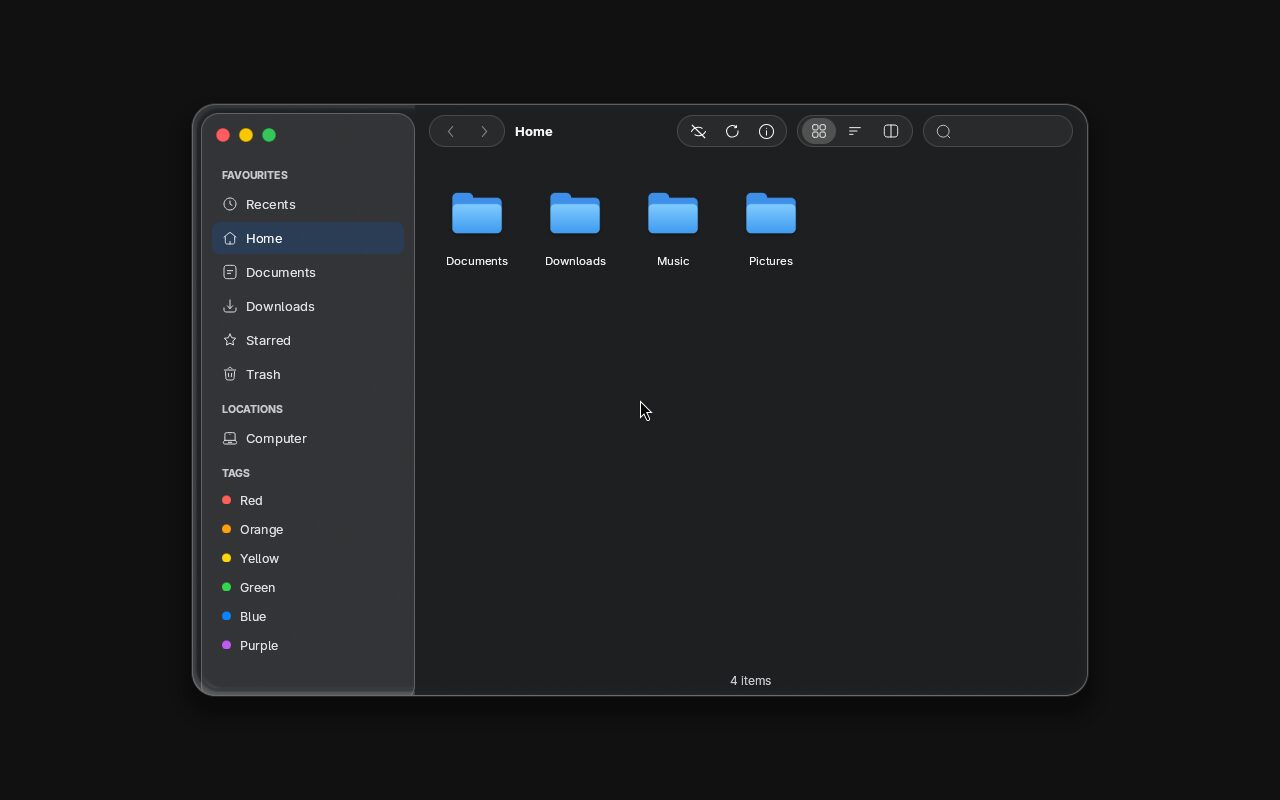 Home
FAVOURITES
Recents
Home
Documents
Downloads
Starred
Trash
LOCATIONS
Computer
TAGS
Red
Orange
Yellow
Green
Blue
Purple
Documents
Downloads
Music
Pictures
4 items